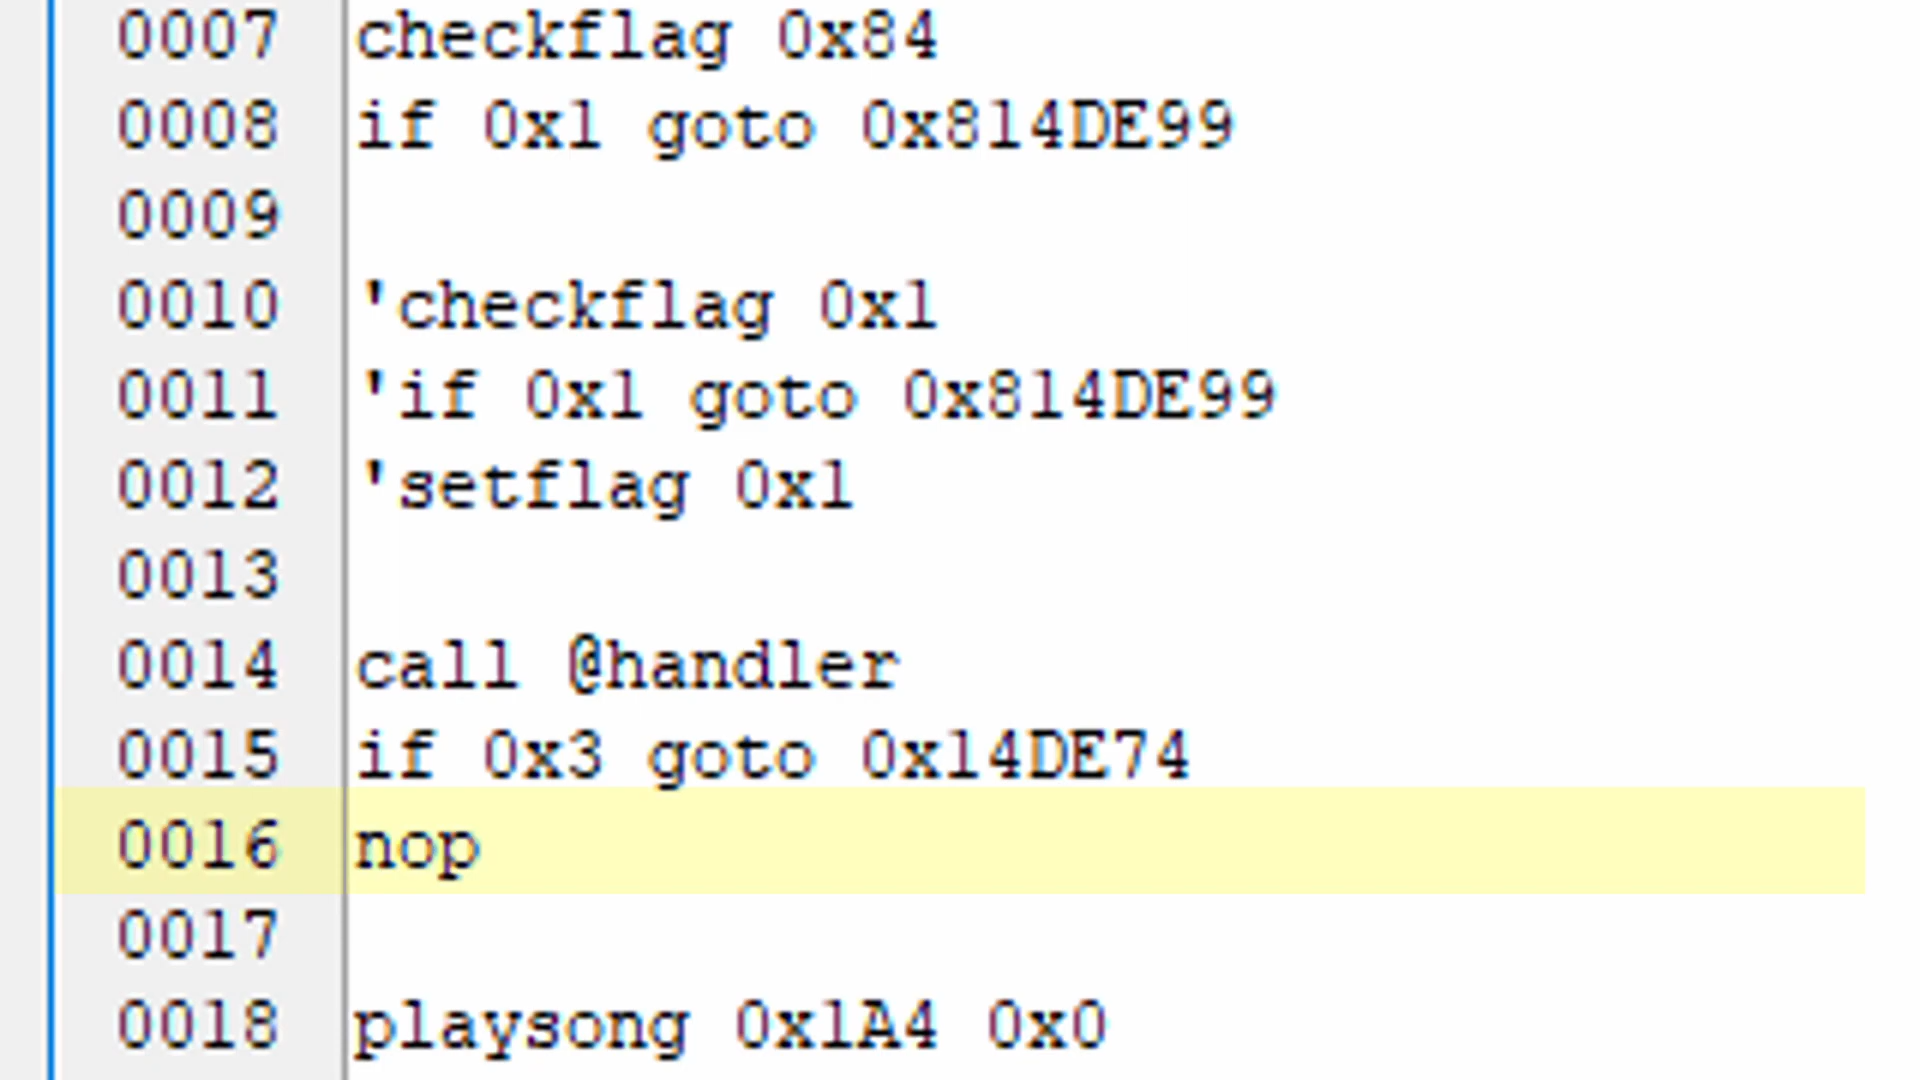 0007 checkflag 0x84
0008 if 0x1 goto 0x814DE99
0009
0010 'checkflag 0x1
0011 'if 0x1 goto 0x814DE99
0012 'setflag 0x1
0013
0014 call @handler
0015 if 0x3 goto 0x14DE74
0016 nop
0017
0018 playsong 0x1A4 0x0